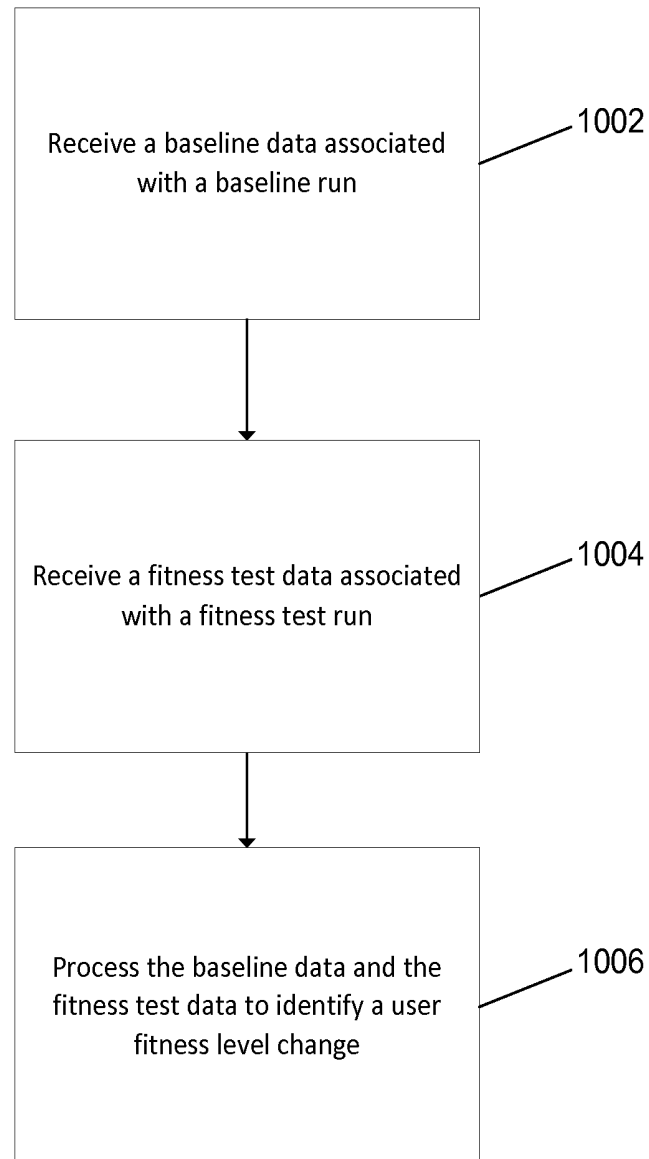 Receive a baseline data associated
with a baseline run
1002
Receive a fitness test data associated
with a fitness test run
1004
Process the baseline data and the
fitness test data to identify a user
fitness level change
1006